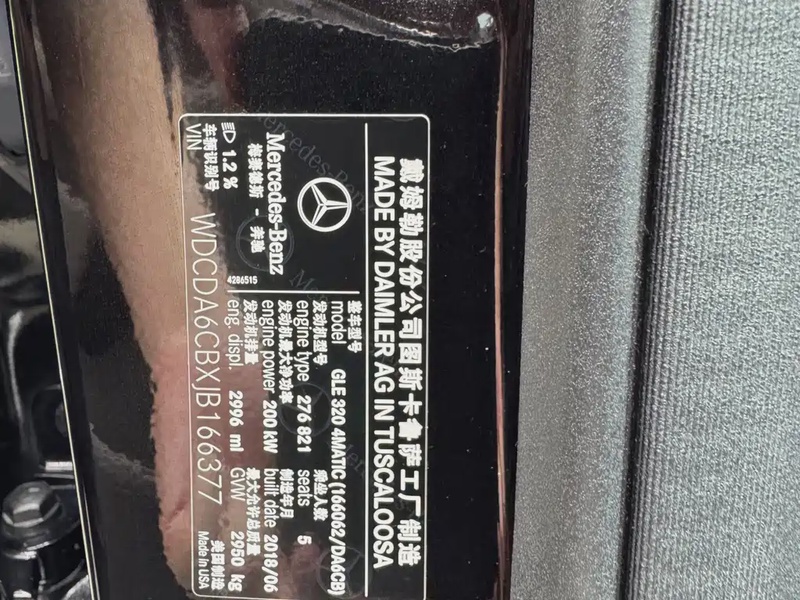 戴姆勒股份公司图斯卡鲁萨工厂制造
MADE BY DAIMLER AG IN TUSCALOOSA
Mercedes-Benz
梅赛德斯 - 奔驰
4286515
整车型号
model GLE 320 4MATIC (166062/DA6CB)
发动机型号 乘坐人数
engine type 276 821 seats 5
发动机最大净功率 制造年月
engine power 200 kW built date 2018/06
发动机排量 最大允许总质量
eng. displ. 2996 ml GVW 2950 kg
1.2 %
车辆识别号
VIN WDCDA6CBXJB166377
美国制造
Made In USA